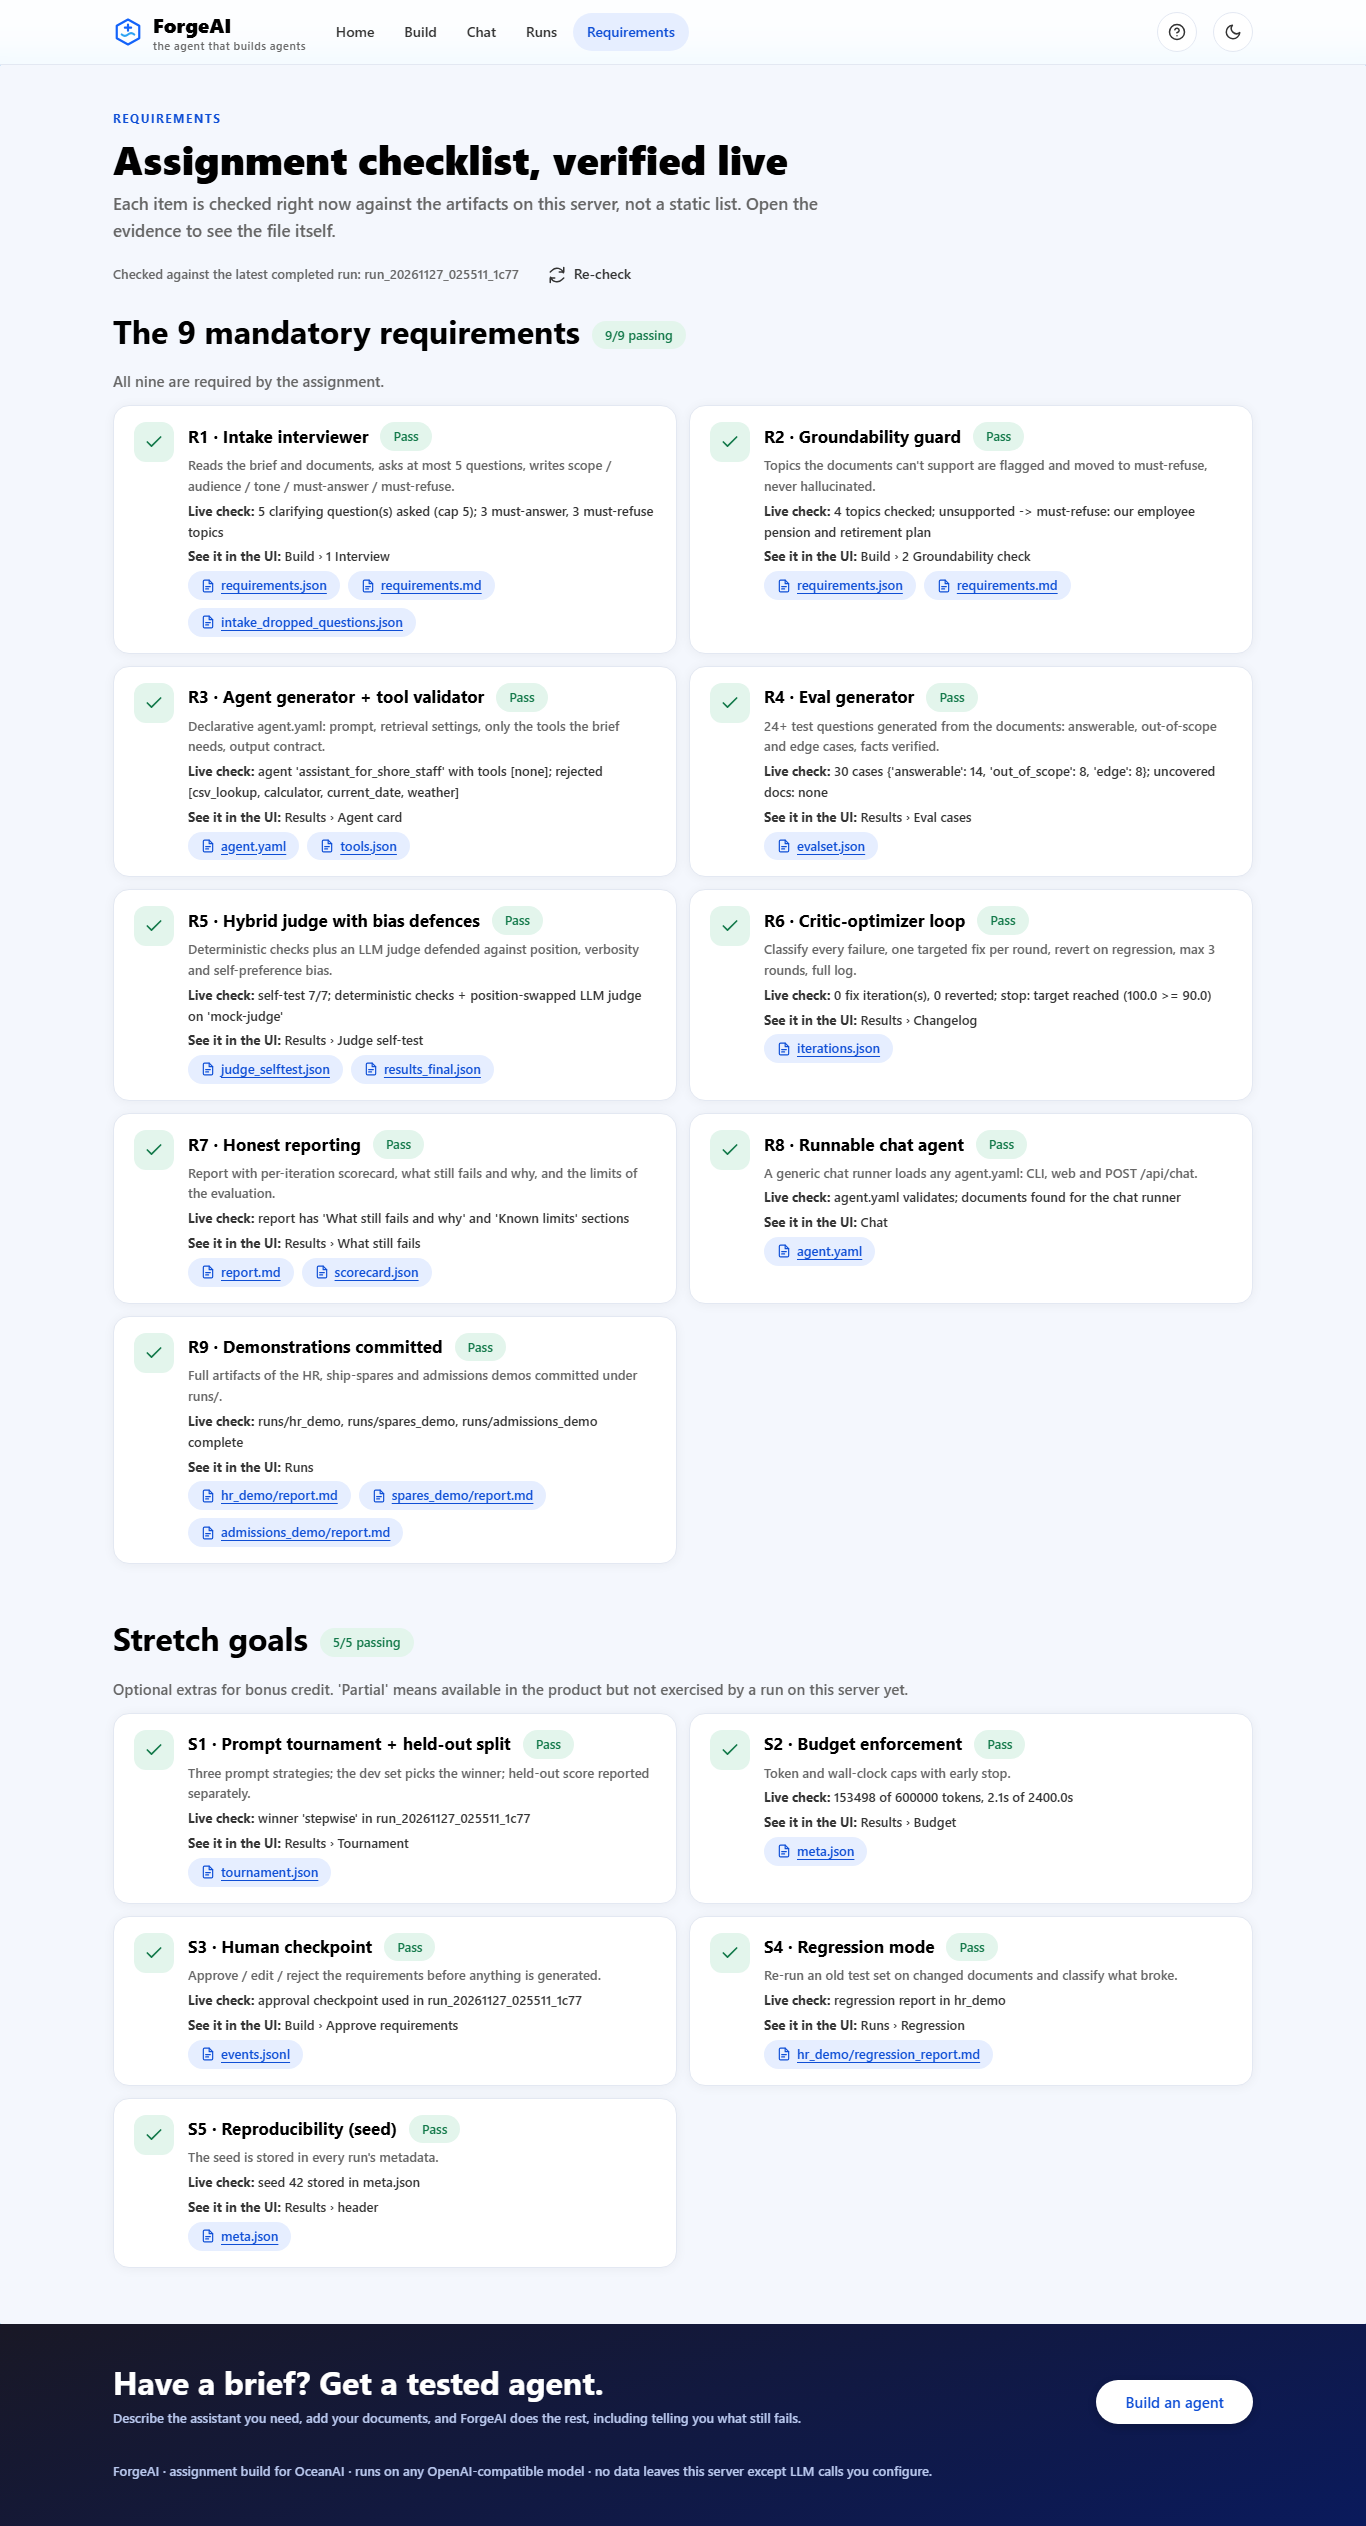 ForgeAI
the agent that builds agents
Home
Build
Chat
Runs
Requirements
REQUIREMENTS
Assignment checklist, verified live
Each item is checked right now against the artifacts on this server, not a static list. Open the
evidence to see the file itself.
Checked against the latest completed run: run_20261127_025511_1c77
Re-check
The 9 mandatory requirements
9/9 passing
All nine are required by the assignment.
R1 · Intake interviewer
Pass
Reads the brief and documents, asks at most 5 questions, writes scope /
audience / tone / must-answer / must-refuse.
Live check: 5 clarifying question(s) asked (cap 5); 3 must-answer, 3 must-refuse
topics
See it in the UI: Build › 1 Interview
requirements.json
requirements.md
intake_dropped_questions.json
R2 · Groundability guard
Pass
Topics the documents can't support are flagged and moved to must-refuse,
never hallucinated.
Live check: 4 topics checked; unsupported -> must-refuse: our employee
pension and retirement plan
See it in the UI: Build › 2 Groundability check
requirements.json
requirements.md
R3 · Agent generator + tool validator
Pass
Declarative agent.yaml: prompt, retrieval settings, only the tools the brief
needs, output contract.
Live check: agent 'assistant_for_shore_staff' with tools [none]; rejected
[csv_lookup, calculator, current_date, weather]
See it in the UI: Results › Agent card
agent.yaml
tools.json
R4 · Eval generator
Pass
24+ test questions generated from the documents: answerable, out-of-scope
and edge cases, facts verified.
Live check: 30 cases {'answerable': 14, 'out_of_scope': 8, 'edge': 8}; uncovered
docs: none
See it in the UI: Results › Eval cases
evalset.json
R5 · Hybrid judge with bias defences
Pass
Deterministic checks plus an LLM judge defended against position, verbosity
and self-preference bias.
Live check: self-test 7/7; deterministic checks + position-swapped LLM judge
on 'mock-judge'
See it in the UI: Results › Judge self-test
judge_selftest.json
results_final.json
R6 · Critic-optimizer loop
Pass
Classify every failure, one targeted fix per round, revert on regression, max 3
rounds, full log.
Live check: 0 fix iteration(s), 0 reverted; stop: target reached (100.0 >= 90.0)
See it in the UI: Results › Changelog
iterations.json
R7 · Honest reporting
Pass
Report with per-iteration scorecard, what still fails and why, and the limits of
the evaluation.
Live check: report has 'What still fails and why' and 'Known limits' sections
See it in the UI: Results › What still fails
report.md
scorecard.json
R8 · Runnable chat agent
Pass
A generic chat runner loads any agent.yaml: CLI, web and POST /api/chat.
Live check: agent.yaml validates; documents found for the chat runner
See it in the UI: Chat
agent.yaml
R9 · Demonstrations committed
Pass
Full artifacts of the HR, ship-spares and admissions demos committed under
runs/.
Live check: runs/hr_demo, runs/spares_demo, runs/admissions_demo
complete
See it in the UI: Runs
hr_demo/report.md
spares_demo/report.md
admissions_demo/report.md
Stretch goals
5/5 passing
Optional extras for bonus credit. 'Partial' means available in the product but not exercised by a run on this server yet.
S1 · Prompt tournament + held-out split
Pass
Three prompt strategies; the dev set picks the winner; held-out score reported
separately.
Live check: winner 'stepwise' in run_20261127_025511_1c77
See it in the UI: Results › Tournament
tournament.json
S2 · Budget enforcement
Pass
Token and wall-clock caps with early stop.
Live check: 153498 of 600000 tokens, 2.1s of 2400.0s
See it in the UI: Results › Budget
meta.json
S3 · Human checkpoint
Pass
Approve / edit / reject the requirements before anything is generated.
Live check: approval checkpoint used in run_20261127_025511_1c77
See it in the UI: Build › Approve requirements
events.jsonl
S4 · Regression mode
Pass
Re-run an old test set on changed documents and classify what broke.
Live check: regression report in hr_demo
See it in the UI: Runs › Regression
hr_demo/regression_report.md
S5 · Reproducibility (seed)
Pass
The seed is stored in every run's metadata.
Live check: seed 42 stored in meta.json
See it in the UI: Results › header
meta.json
Have a brief? Get a tested agent.
Describe the assistant you need, add your documents, and ForgeAI does the rest, including telling you what still fails.
Build an agent
ForgeAI · assignment build for OceanAI · runs on any OpenAI-compatible model · no data leaves this server except LLM calls you configure.